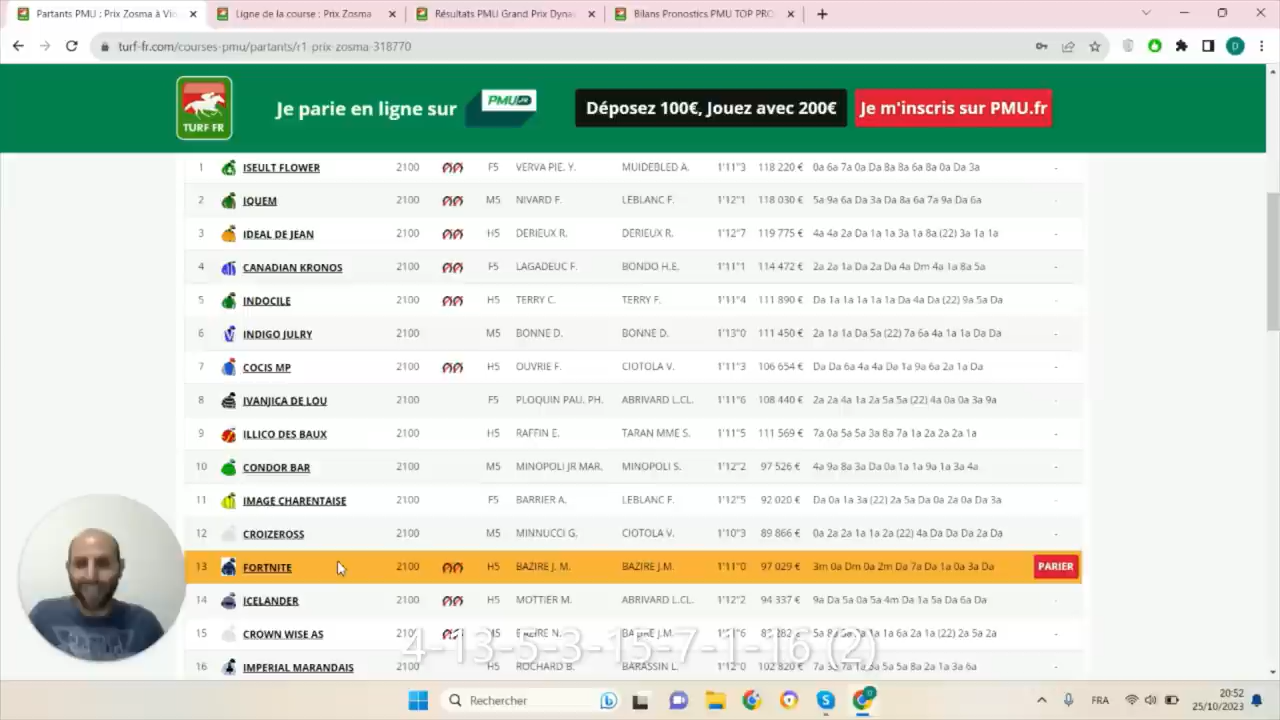 Partants PMU : Prix Zosma à Vin
Ligne de la course : Prix Zosma
Résultats PMU Grand Prix Dyna
Bilans Pronostics PMU TOP PRO
turf-fr.com/courses-pmu/partants/r1-prix-zosma-318770
D
TURF FR
Je parie en ligne sur
PMU.fr
Déposez 100€, Jouez avec 200€
Je m'inscris sur PMU.fr
1 ISEULT FLOWER 2100 F5 VERVA PIE. Y. MUIDEBLED A. 1'11"3 118 220 € 0a 6a 7a 0a Da 8a 8a 6a 8a 0a Da 3a -
2 IQUEM 2100 M5 NIVARD F. LEBLANC F. 1'12"1 118 030 € 5a 9a 6a Da 3a Da 8a 6a 7a 9a Da 6a -
3 IDEAL DE JEAN 2100 H5 DERIEUX R. DERIEUX R. 1'12"7 119 775 € 4a 4a 2a Da 1a 1a 3a 1a 8a (22) 3a 1a 1a -
4 CANADIAN KRONOS 2100 F5 LAGADEUC F. BONDO H.E. 1'11"1 114 472 € 2a 2a 1a Da 2a Da 4a Dm 4a 1a 8a 5a -
5 INDOCILE 2100 H5 TERRY C. TERRY F. 1'11"4 111 890 € Da 1a 1a 1a 1a 1a Da 4a Da (22) 9a 5a Da -
6 INDIGO JULRY 2100 M5 BONNE D. BONNE D. 1'13"0 111 450 € 2a 1a 1a Da 5a (22) 7a 6a 4a 1a 1a Da Da -
7 COCIS MP 2100 H5 OUVRIE F. CIOTOLA V. 1'11"3 106 654 € Da Da 6a 4a 4a Da 1a 9a 6a 2a 1a Da -
8 IVANJICA DE LOU 2100 F5 PLOQUIN PAU. PH. ABRIVARD L.CL. 1'11"6 108 440 € 2a 2a 4a 1a 2a 5a 5a (22) 4a 0a 0a 3a 9a -
9 ILLICO DES BAUX 2100 H5 RAFFIN E. TARAN MME S. 1'11"5 111 569 € 7a 0a 5a 5a 3a 8a 7a 1a 2a 2a 2a 1a -
10 CONDOR BAR 2100 M5 MINOPOLI JR MAR. MINOPOLI S. 1'12"2 97 526 € 4a 9a 8a 3a Da 0a 1a 1a 9a 1a 3a 4a -
11 IMAGE CHARENTAISE 2100 F5 BARRIER A. LEBLANC F. 1'12"5 92 020 € Da 0a 1a 3a (22) 2a 5a Da 0a 2a 0a Da 3a -
12 CROIZEROSS 2100 M5 MINNUCCI G. CIOTOLA V. 1'10"3 89 866 € 0a 2a 2a 1a 1a 2a (22) 4a Da Da Da 2a Da -
13 FORTNITE 2100 H5 BAZIRE J. M. BAZIRE J.M. 1'11"0 97 029 € 3m 0a Dm 0a 2m Da 7a Da 1a 0a 3a Da PARIER
14 ICELANDER 2100 H5 MOTTIER M. ABRIVARD L.CL. 1'12"2 94 337 € 9a Da 5a 0a 5a 4m Da 1a 5a Da 6a Da -
15 CROWN WISE AS BAZIRE N. BAZIRE J.M. 1a 6a 2a 1a (22) 2a 5a 2a -
4-13-5-3-15-7-1-16 (2)
16 IMPERIAL MARANDAIS 2100 H5 ROCHARD B. BARASSIN L. 1'12"0 102 820 € 5a 8a 2a 1a 3a 6a -
Rechercher
FRA
20:52
25/10/2023